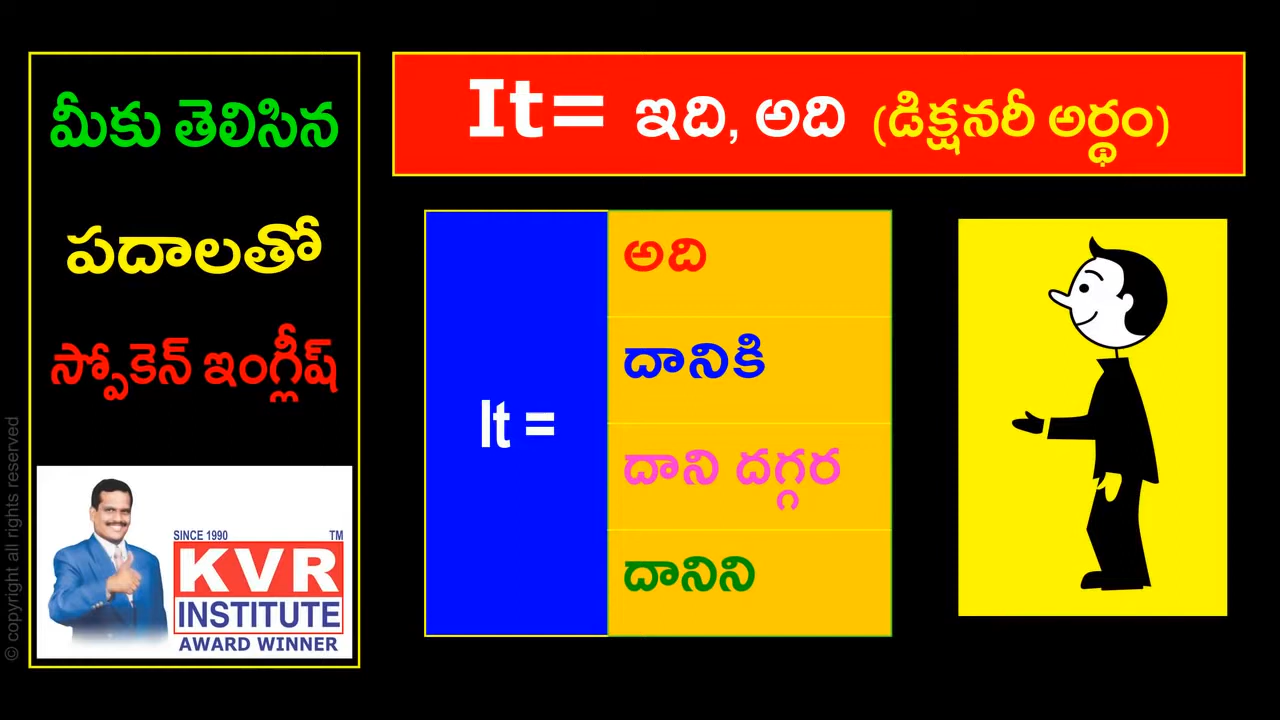 మీకు తెలిసిన
పదాలతో
స్పోకెన్ ఇంగ్లీష్
SINCE 1990 TM
KVR
INSTITUTE
AWARD WINNER
© copyright all rights reserved
It= ఇది, అది (డిక్షనరీ అర్థం)
It =
అది
దానికి
దాని దగ్గర
దానిని